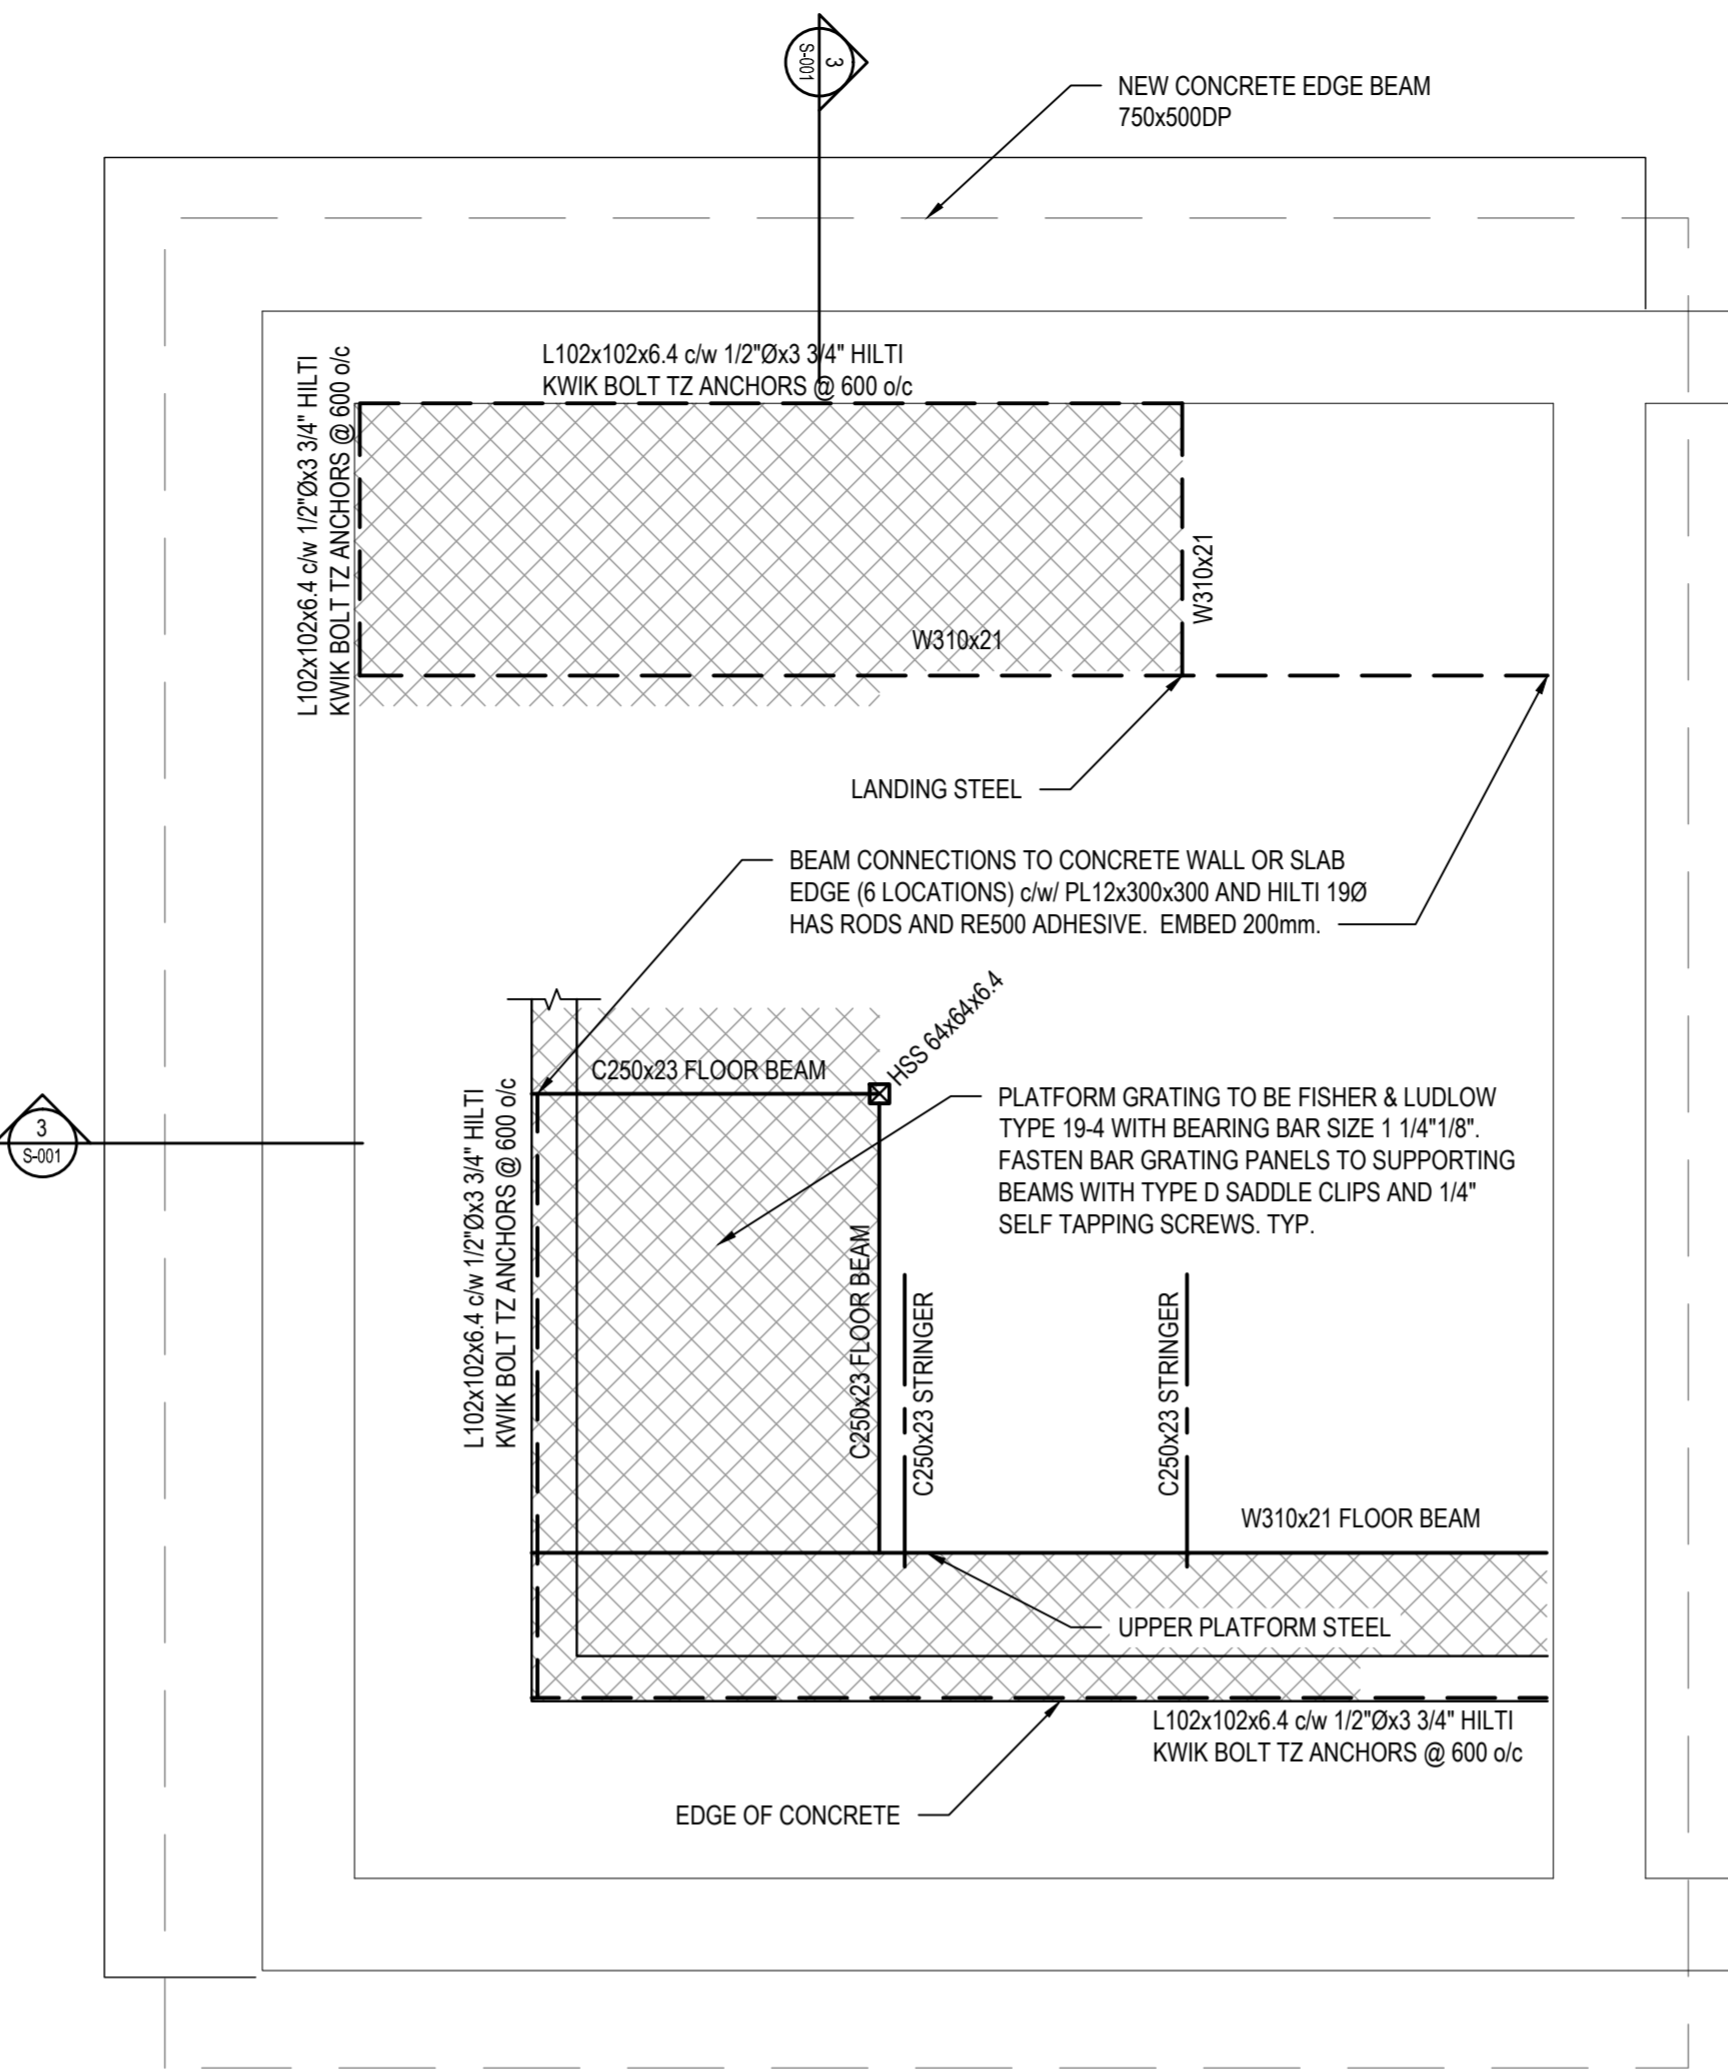 3
S-001
NEW CONCRETE EDGE BEAM
750x500DP
L102x102x6.4 c/w 1/2"Øx3 3/4" HILTI
KWIK BOLT TZ ANCHORS @ 600 o/c
L102x102x6.4 c/w 1/2"Øx3 3/4" HILTI
KWIK BOLT TZ ANCHORS @ 600 o/c
W310x21
W310x21
LANDING STEEL
BEAM CONNECTIONS TO CONCRETE WALL OR SLAB
EDGE (6 LOCATIONS) c/w/ PL12x300x300 AND HILTI 19Ø
HAS RODS AND RE500 ADHESIVE. EMBED 200mm.
HSS 64x64x6.4
C250x23 FLOOR BEAM
3
S-001
L102x102x6.4 c/w 1/2"Øx3 3/4" HILTI
KWIK BOLT TZ ANCHORS @ 600 o/c
PLATFORM GRATING TO BE FISHER & LUDLOW
TYPE 19-4 WITH BEARING BAR SIZE 1 1/4"1/8".
FASTEN BAR GRATING PANELS TO SUPPORTING
BEAMS WITH TYPE D SADDLE CLIPS AND 1/4"
SELF TAPPING SCREWS. TYP.
C250x23 FLOOR BEAM
C250x23 STRINGER
C250x23 STRINGER
W310x21 FLOOR BEAM
UPPER PLATFORM STEEL
L102x102x6.4 c/w 1/2"Øx3 3/4" HILTI
KWIK BOLT TZ ANCHORS @ 600 o/c
EDGE OF CONCRETE